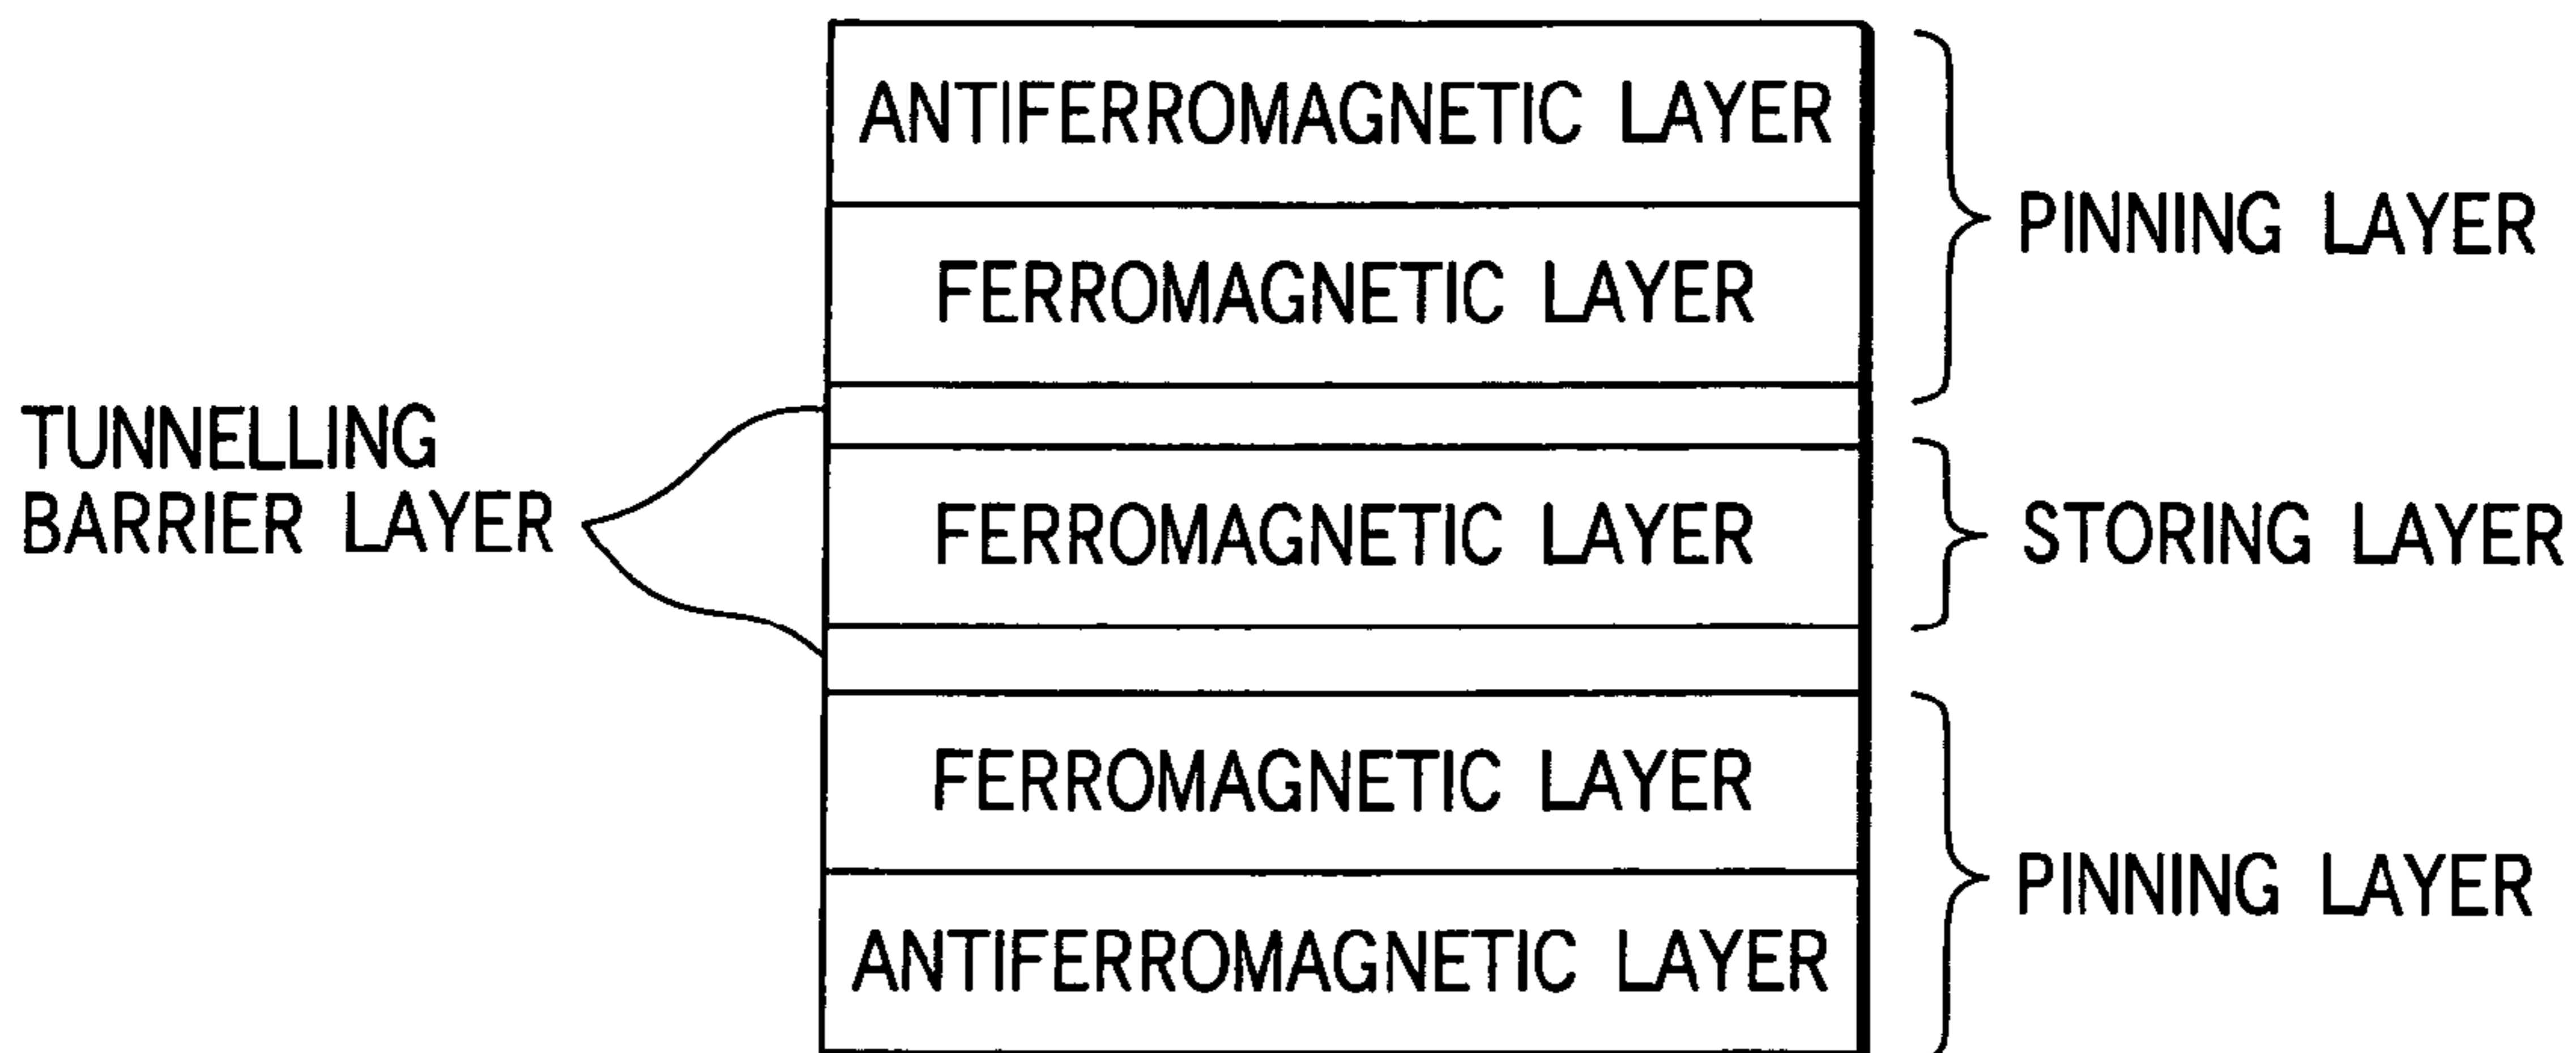 ANTIFERROMAGNETIC LAYER
FERROMAGNETIC LAYER
PINNING LAYER
TUNNELLING
BARRIER LAYER
FERROMAGNETIC LAYER
STORING LAYER
FERROMAGNETIC LAYER
ANTIFERROMAGNETIC LAYER
PINNING LAYER